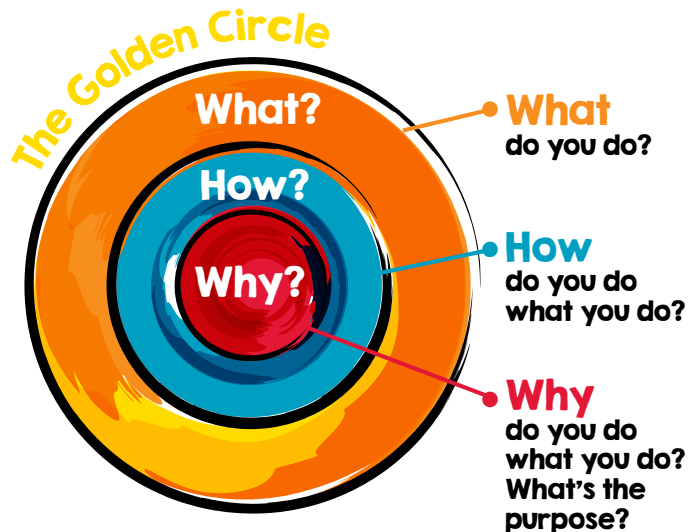 The Golden Circle
What?
How?
Why?
What
do you do?
How
do you do
what you do?
Why
do you do
what you do?
What's the
purpose?